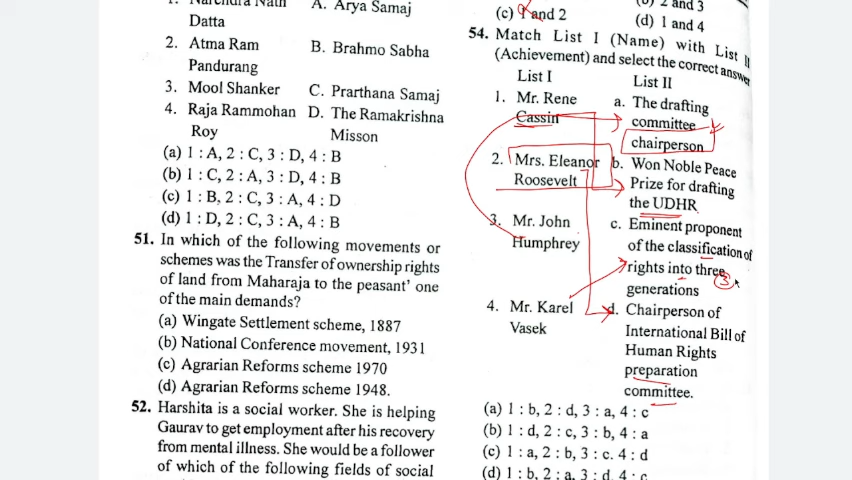 1. Narendra Nath A. Arya Samaj
Datta
2. Atma Ram B. Brahmo Sabha
Pandurang
3. Mool Shanker C. Prarthana Samaj
4. Raja Rammohan D. The Ramakrishna
Roy Misson
(a) 1 : A, 2 : C, 3 : D, 4 : B
(b) 1 : C, 2 : A, 3 : D, 4 : B
(c) 1 : B, 2 : C, 3 : A, 4 : D
(d) 1 : D, 2 : C, 3 : A, 4 : B
51. In which of the following movements or
schemes was the Transfer of ownership rights
of land from Maharaja to the peasant' one
of the main demands?
(a) Wingate Settlement scheme, 1887
(b) National Conference movement, 1931
(c) Agrarian Reforms scheme 1970
(d) Agrarian Reforms scheme 1948.
52. Harshita is a social worker. She is helping
Gaurav to get employment after his recovery
from mental illness. She would be a follower
of which of the following fields of social
(b) 2 and 3
(c) 1 and 2
(d) 1 and 4
54. Match List I (Name) with List II
(Achievement) and select the correct answer
List I List II
1. Mr. Rene a. The drafting
Cassin committee
chairperson
2. Mrs. Eleanor b. Won Noble Peace
Roosevelt Prize for drafting
the UDHR
3. Mr. John c. Eminent proponent
Humphrey of the classification of
rights into three
3
generations
4. Mr. Karel d. Chairperson of
Vasek International Bill of
Human Rights
preparation
committee.
(a) 1 : b, 2 : d, 3 : a, 4 : c
(b) 1 : d, 2 : c, 3 : b, 4 : a
(c) 1 : a, 2 : b, 3 : c. 4 : d
(d) 1 : b, 2 : a, 3 : d, 4 : c